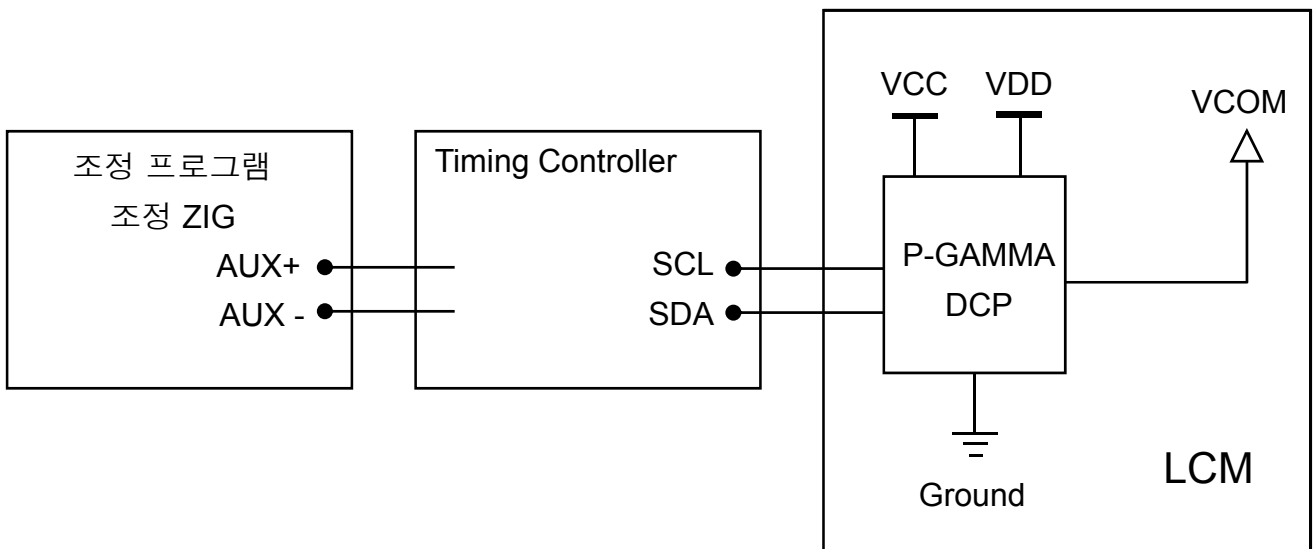 조정 프로그램
조정 ZIG
AUX+
AUX -
Timing Controller
SCL
SDA
VCC
VDD
VCOM
P-GAMMA
DCP
Ground
LCM